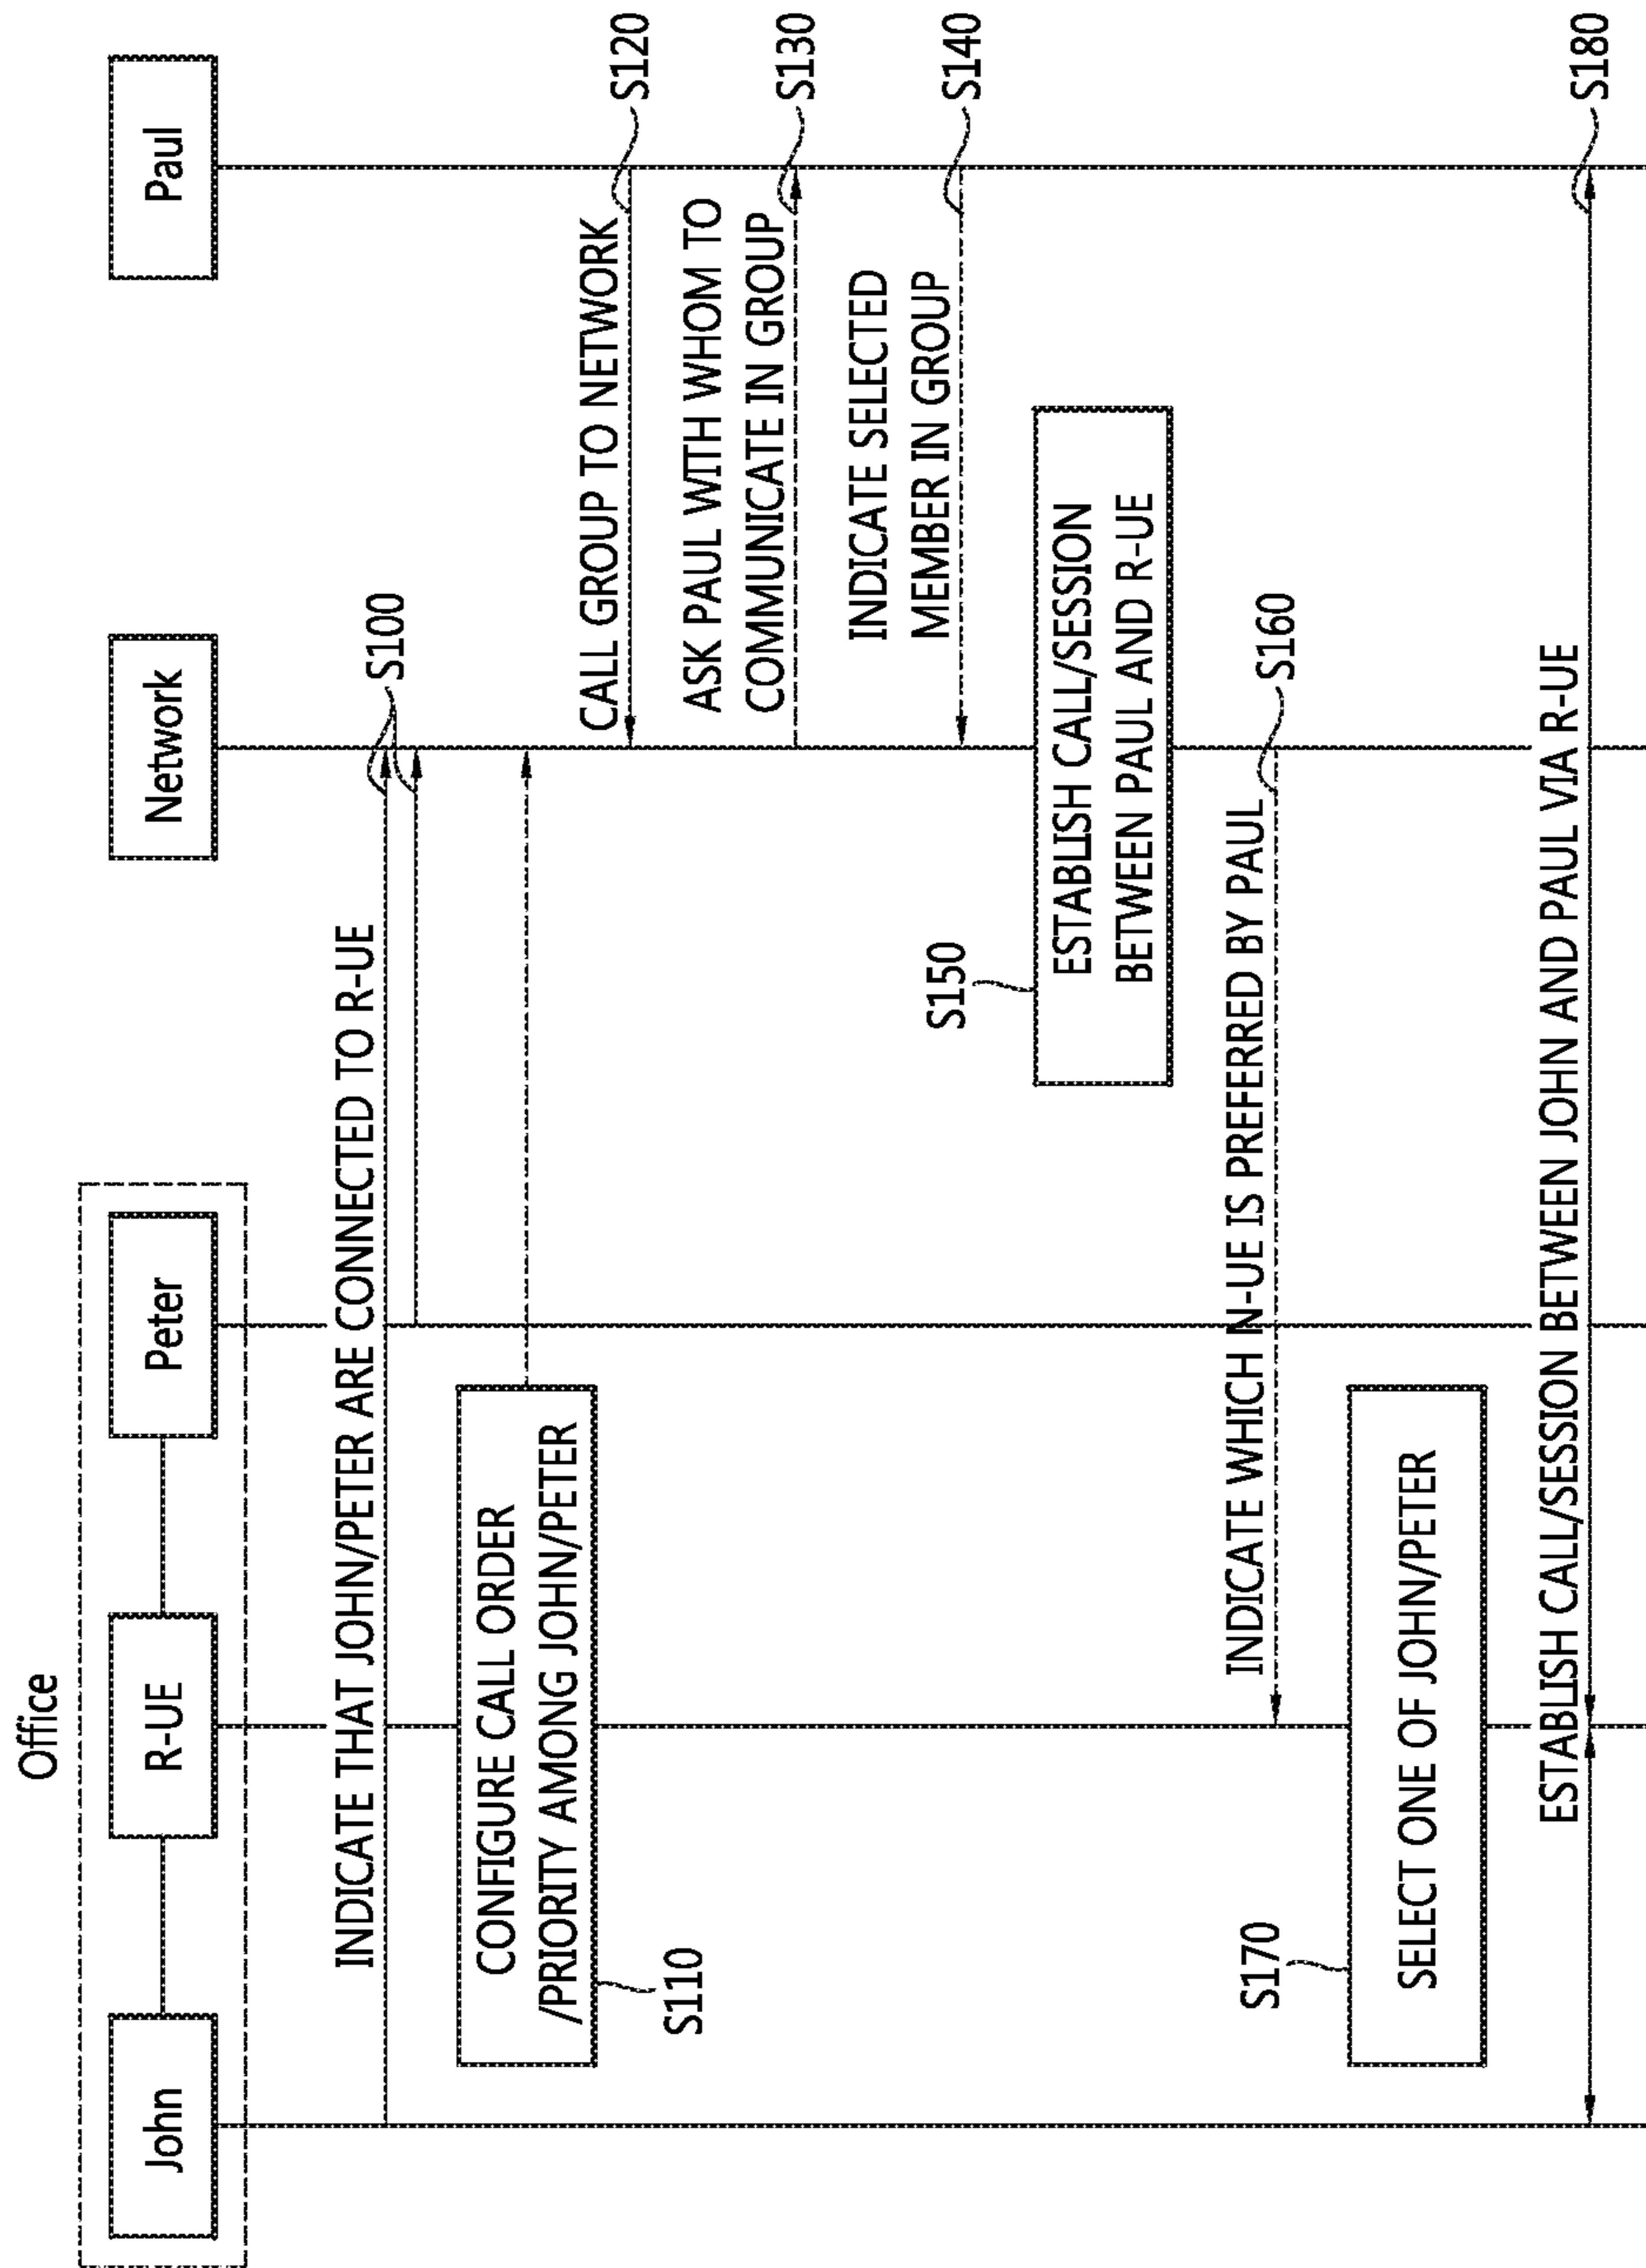 Office
John
R-UE
Peter
Network
Paul
INDICATE THAT JOHN/PETER ARE CONNECTED TO R-UE
S100
CONFIGURE CALL ORDER
/PRIORITY AMONG JOHN/PETER
S110
CALL GROUP TO NETWORK
S120
ASK PAUL WITH WHOM TO
COMMUNICATE IN GROUP
S130
INDICATE SELECTED
MEMBER IN GROUP
S140
S150
ESTABLISH CALL/SESSION
BETWEEN PAUL AND R-UE
INDICATE WHICH N-UE IS PREFERRED BY PAUL
S160
S170
SELECT ONE OF JOHN/PETER
ESTABLISH CALL/SESSION BETWEEN JOHN AND PAUL VIA R-UE
S180